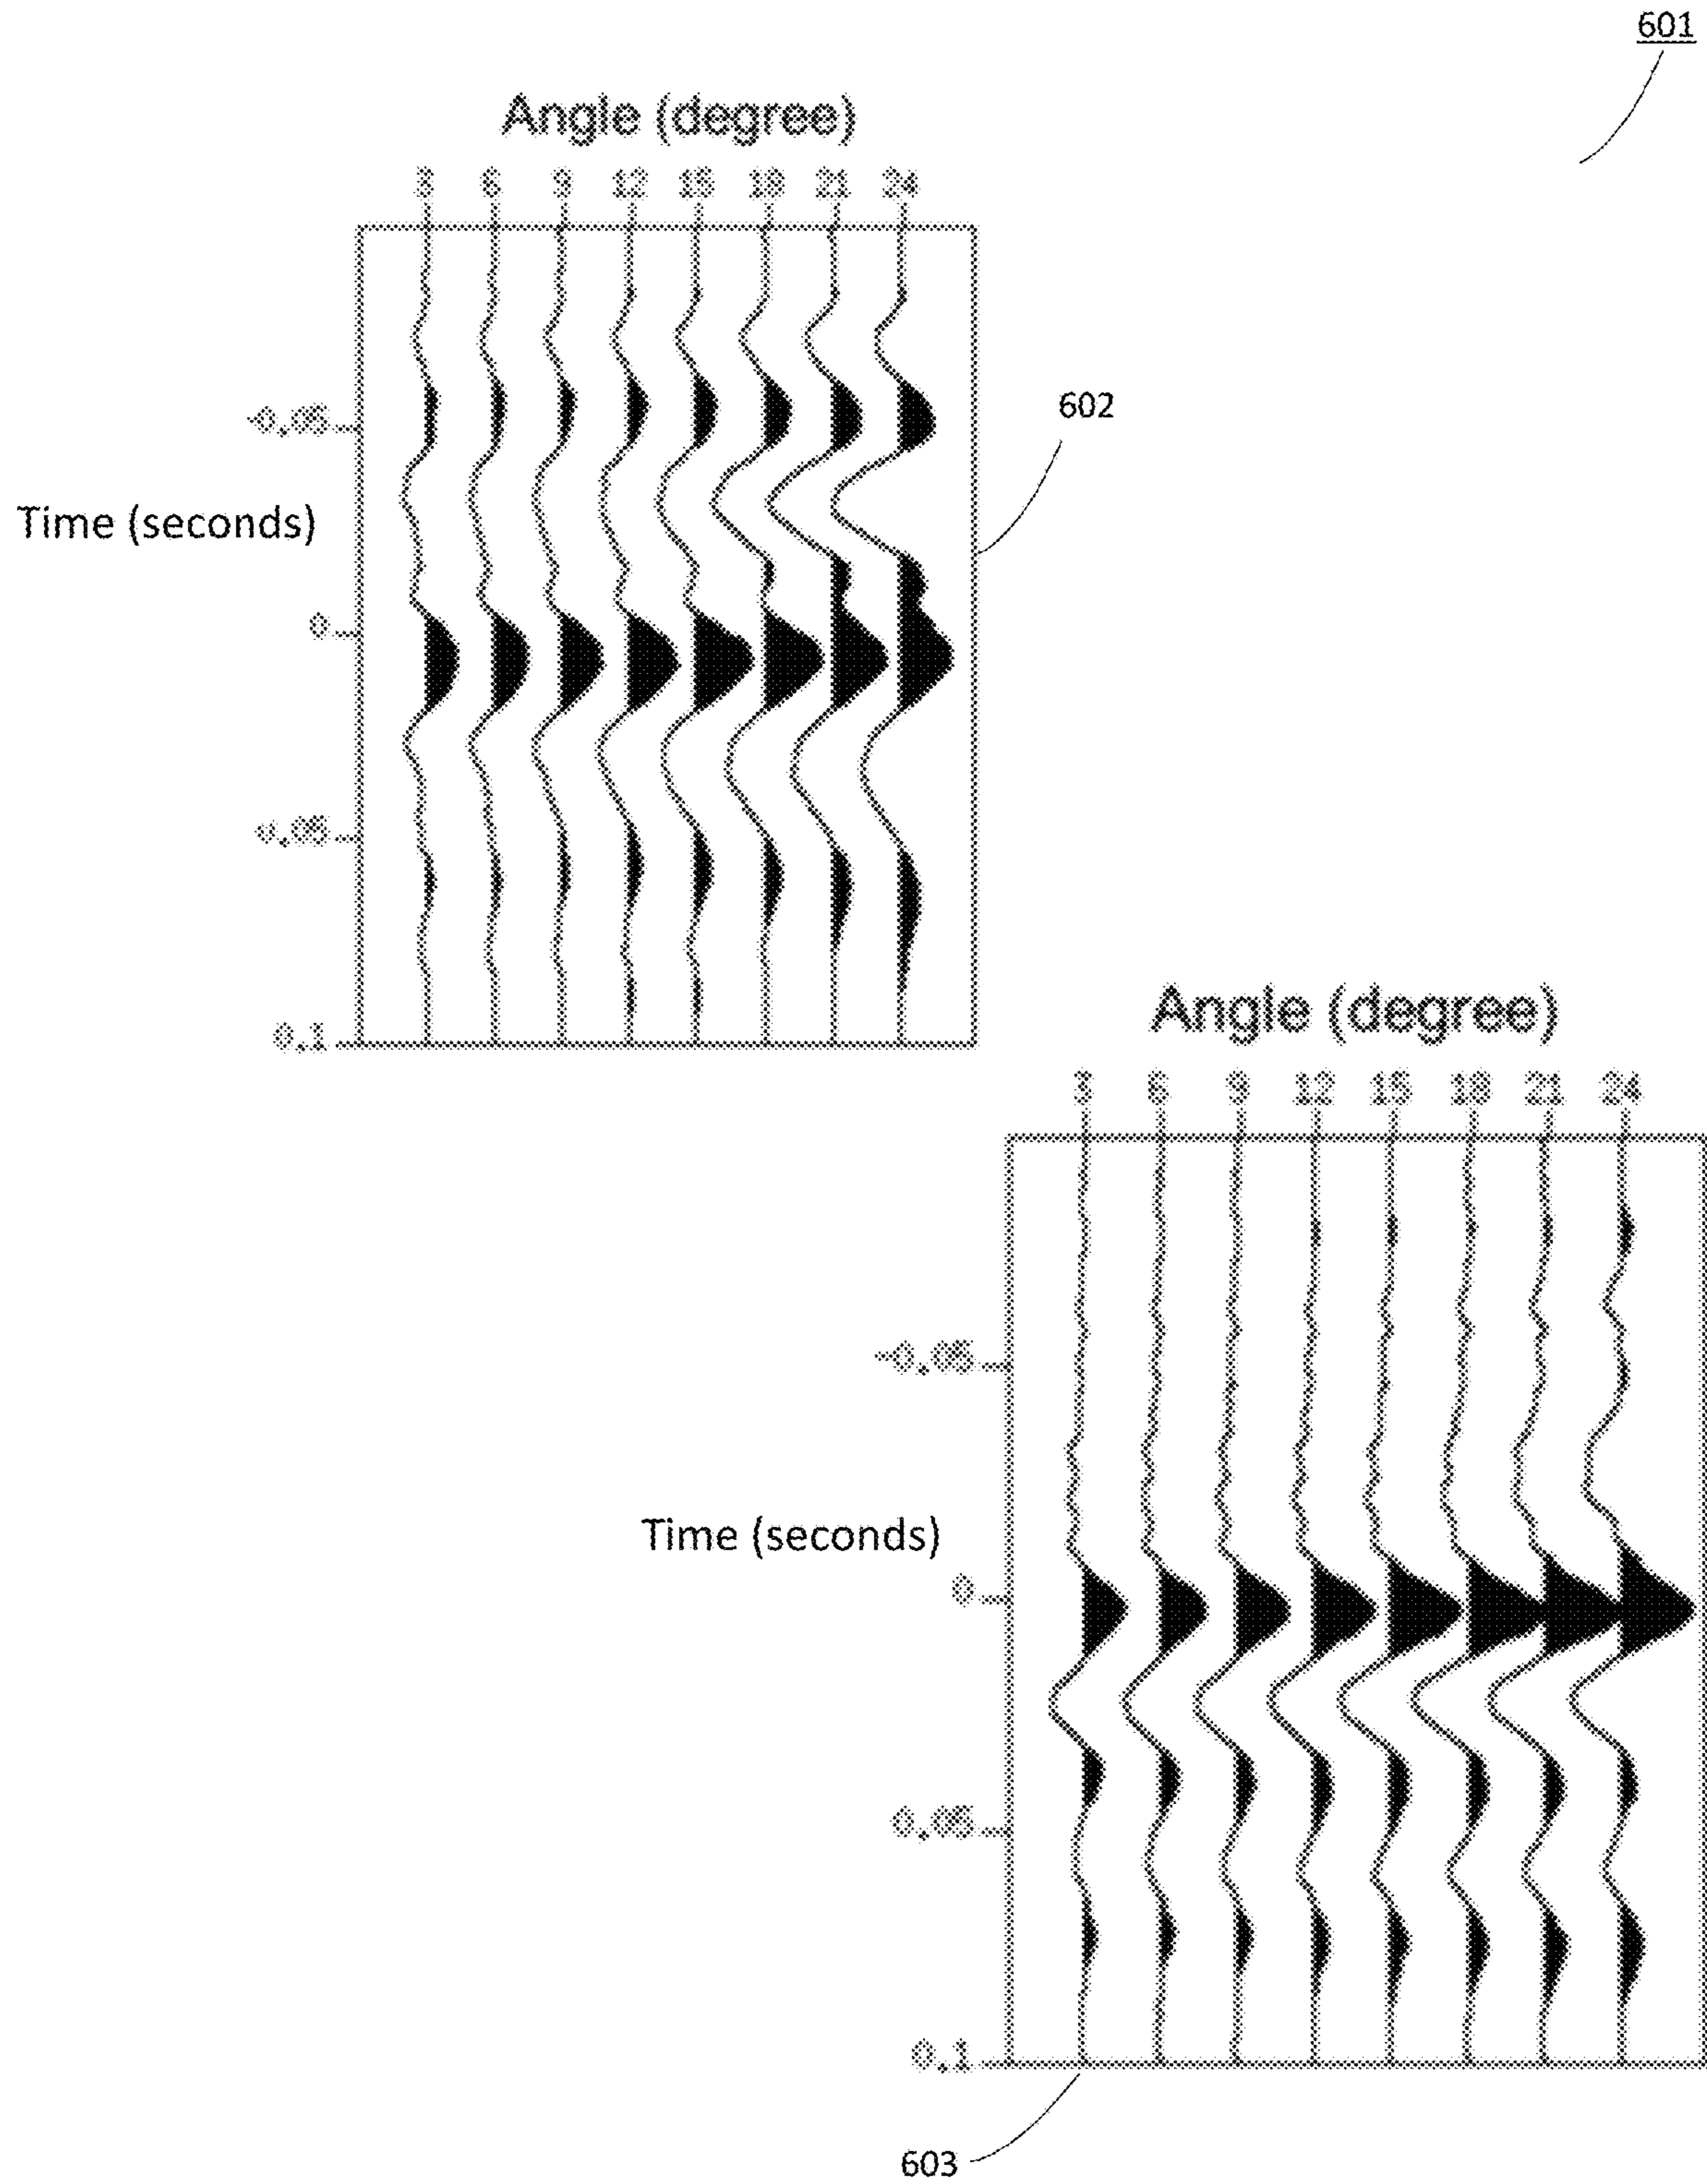 601
Angle (degree)
3 6 9 12 15 18 21 24
-0.05
602
Time (seconds)
0
0.05
0.1
Angle (degree)
3 6 9 12 15 18 21 24
-0.05
Time (seconds)
0
0.05
0.1
603